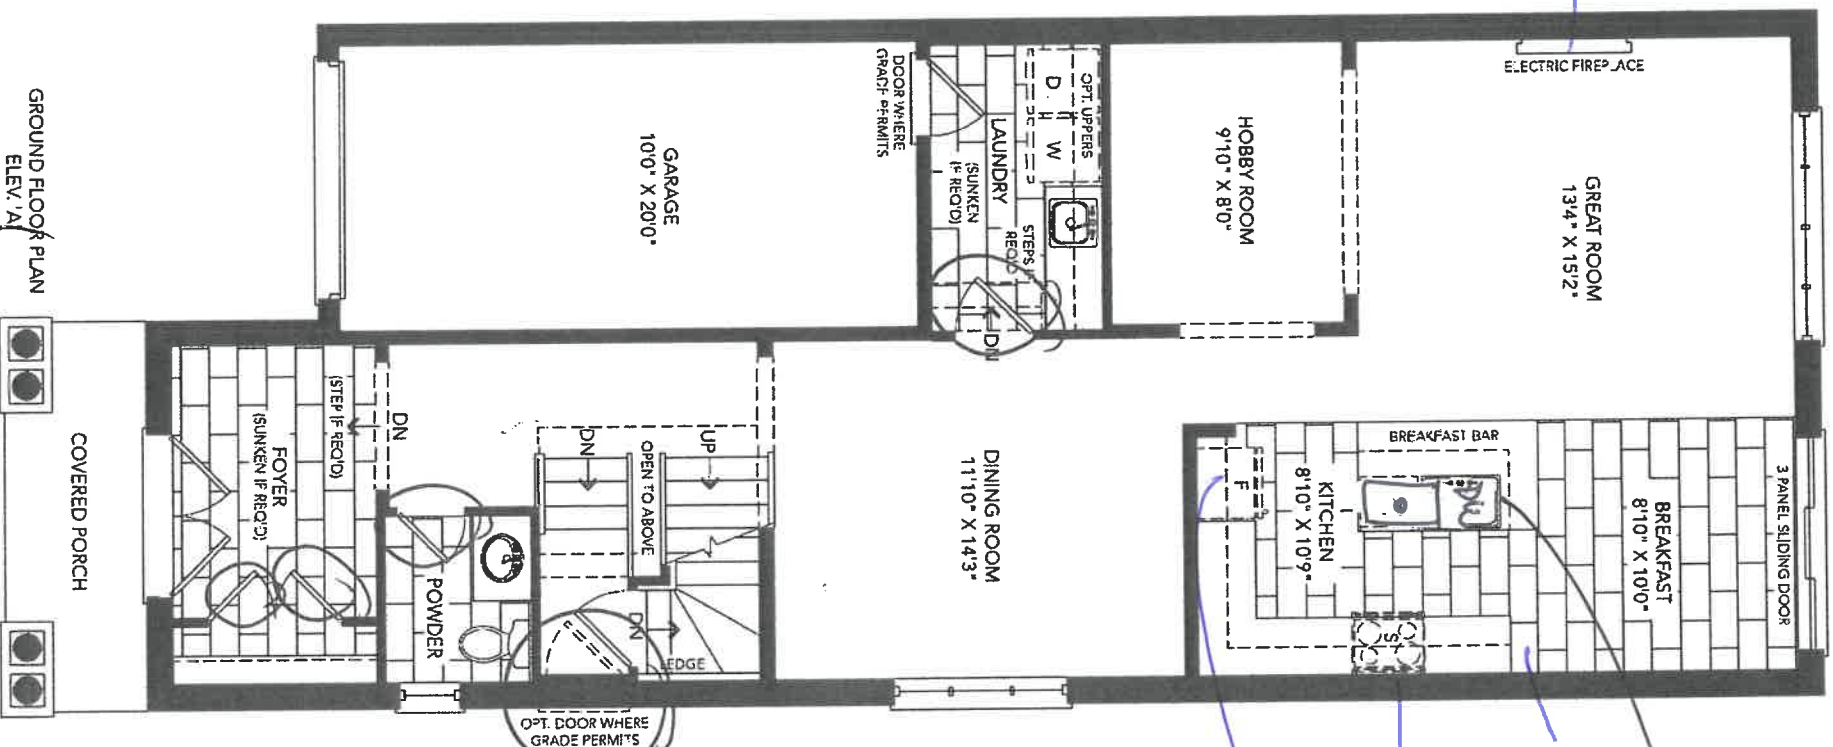 GROUND FLOOR PLAN
ELEV. 'A'
COVERED PORCH
FOYER
(SUNKEN IF REQ'D)
(STEP IF REQ'D)
DN
POWDER
GARAGE
10'0" X 20'0"
DOOR WHERE
GRADE PERMITS
DN
UP
OPEN TO ABOVE
DN
LEDGE
OPT. DOOR WHERE
GRADE PERMITS
LAUNDRY
(SUNKEN
IF REQ'D)
OPT. UPPERS
D
W
STEPS
REQ'D
DN
DINING ROOM
11'10" X 14'3"
HOBBY ROOM
9'10" X 8'0"
GREAT ROOM
13'4" X 15'2"
ELECTRIC FIREPLACE
F
KITCHEN
8'10" X 10'9"
BREAKFAST BAR
DW
S
BREAKFAST
8'10" X 10'0"
3 PANEL SLIDING DOOR